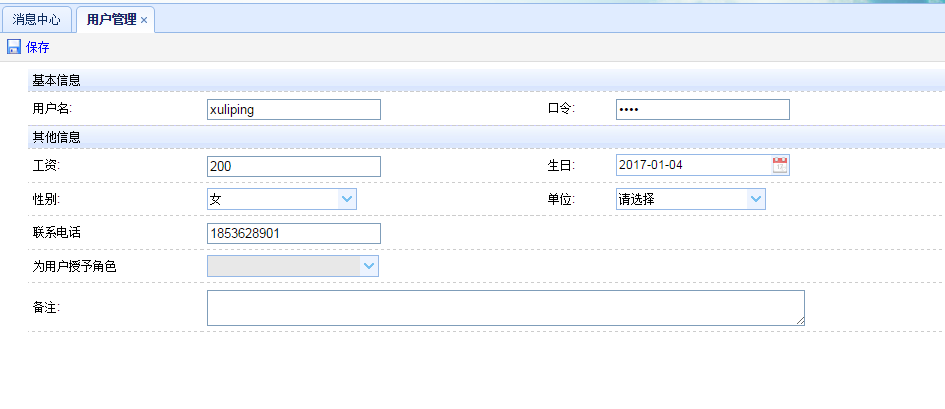 消息中心 用户管理 ×
保存
基本信息
用户名: xuliping 口令: ••••
其他信息
工资: 200 生日: 2017-01-04
性别: 女 单位: 请选择
联系电话 1853628901
为用户授予角色
备注: